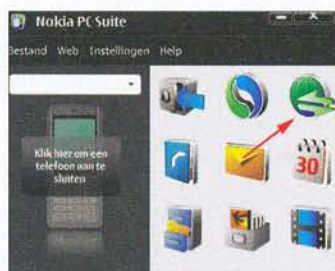 Nokia PC Suite
Bestand Web Instellingen Help
Klik hier om een
telefoon aan te
sluiten
30